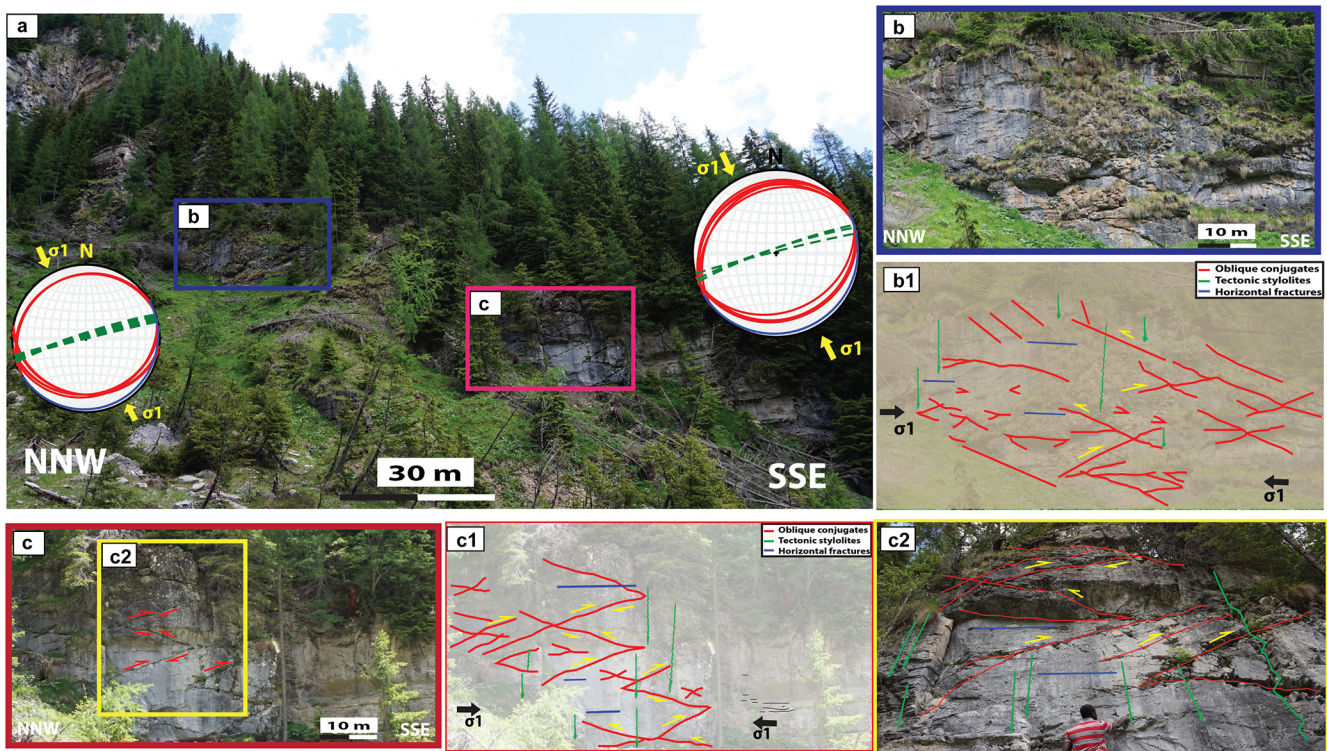 a
σ1
N
b
c
N
σ1
σ1
σ1
NNW
30 m
SSE
b
NNW
10 m
SSE
b1
Oblique conjugates
Tectonic stylolites
Horizontal fractures
σ1
σ1
c
c2
NNW
10 m
SSE
c1
Oblique conjugates
Tectonic stylolites
Horizontal fractures
σ1
σ1
c2